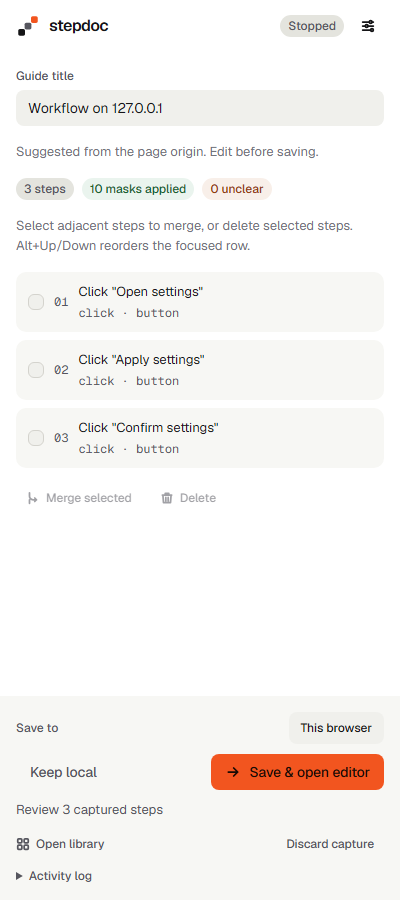 stepdoc
Stopped
Guide title
Workflow on 127.0.0.1
Suggested from the page origin. Edit before saving.
3 steps
10 masks applied
0 unclear
Select adjacent steps to merge, or delete selected steps.
Alt+Up/Down reorders the focused row.
01
Click "Open settings"
click · button
02
Click "Apply settings"
click · button
03
Click "Confirm settings"
click · button
Merge selected
Delete
Save to
This browser
Keep local
Save & open editor
Review 3 captured steps
Open library
Discard capture
Activity log